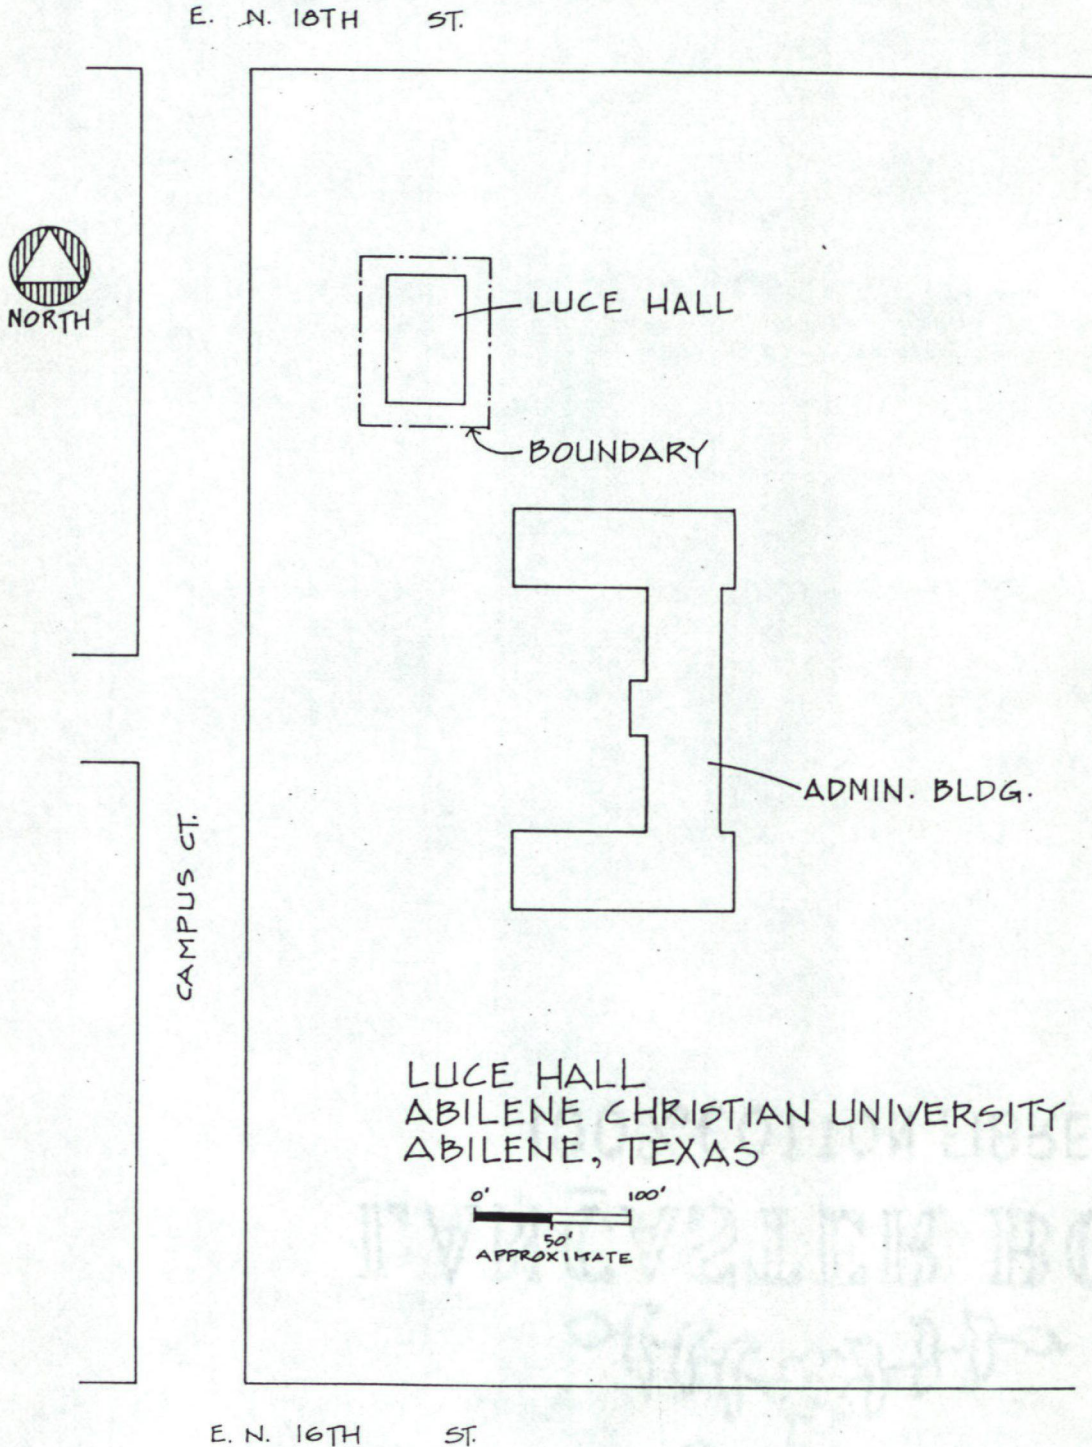 E. N. 18TH ST.
NORTH
LUCE HALL
BOUNDARY
ADMIN. BLDG.
CAMPUS CT.
LUCE HALL
ABILENE CHRISTIAN UNIVERSITY
ABILENE, TEXAS
0' 100'
50'
APPROXIMATE
E. N. 16TH ST.